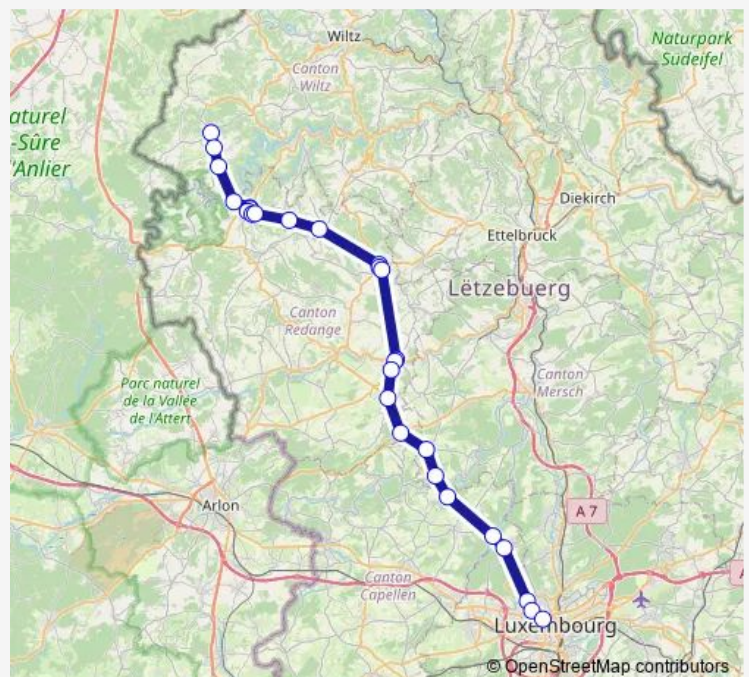 Wiltz
Naturpark
Südeifel
Canton
Wiltz
aturel
-Sûre
'Anlier
Diekirch
Ettelbruck
Lëtzebuerg
Canton
Redange
Canton
Mersch
Parc naturel
de la Vallée
de l'Attert
Arlon
A 7
Canton
Capellen
A
Luxembourg
© OpenStreetMap contributors